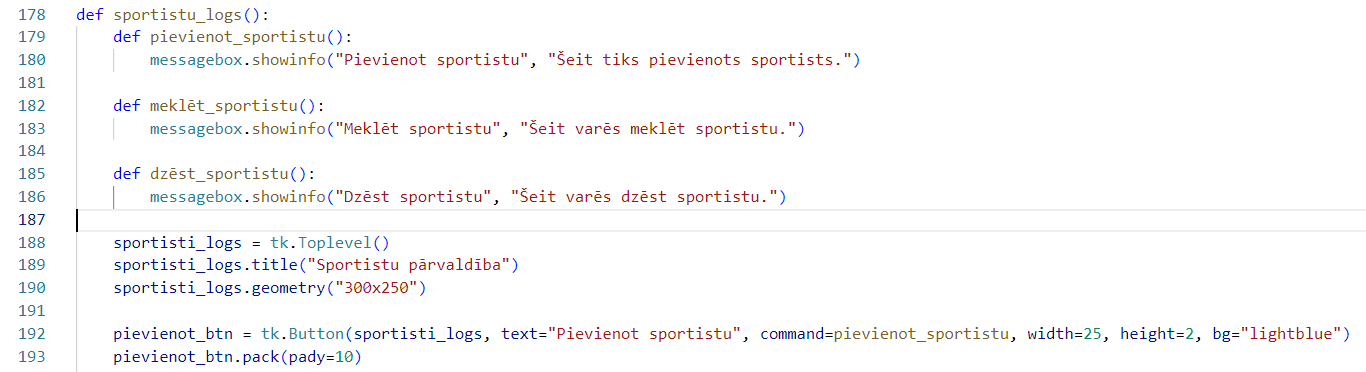 178 def sportistu_logs():
179     def pievienot_sportistu():
180         messagebox.showinfo("Pievienot sportistu", "Šeit tiks pievienots sportists.")
181
182     def meklēt_sportistu():
183         messagebox.showinfo("Meklēt sportistu", "Šeit varēs meklēt sportistu.")
184
185     def dzēst_sportistu():
186         messagebox.showinfo("Dzēst sportistu", "Šeit varēs dzēst sportistu.")
187
188     sportisti_logs = tk.Toplevel()
189     sportisti_logs.title("Sportistu pārvaldība")
190     sportisti_logs.geometry("300x250")
191
192     pievienot_btn = tk.Button(sportisti_logs, text="Pievienot sportistu", command=pievienot_sportistu, width=25, height=2, bg="lightblue")
193     pievienot_btn.pack(pady=10)